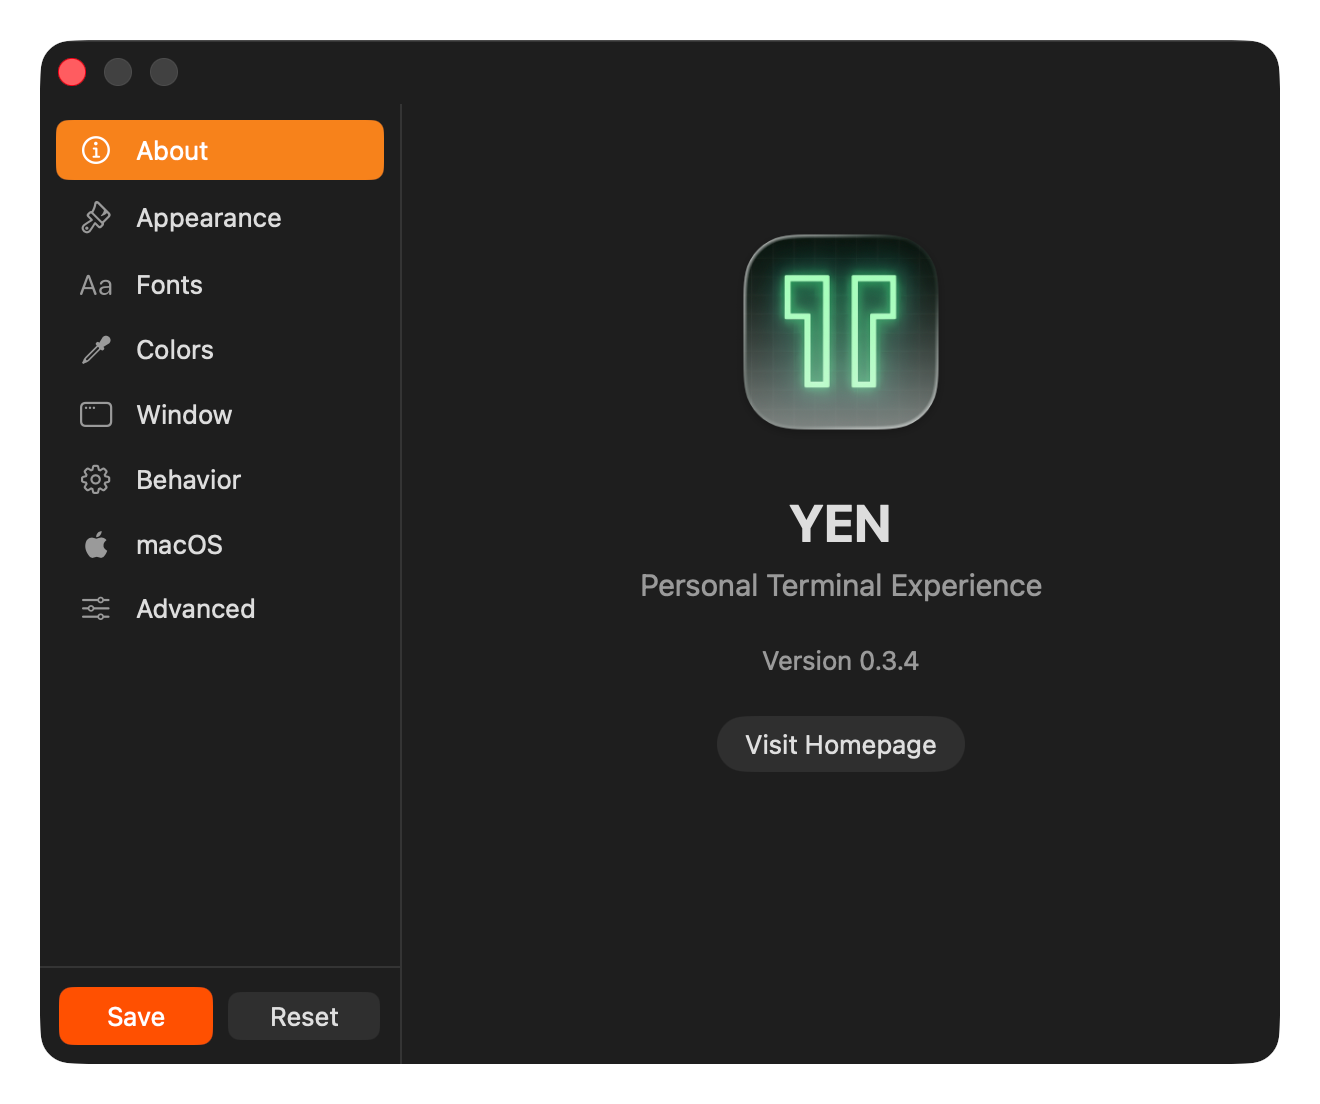 About
Appearance
Aa Fonts
Colors
Window
Behavior
macOS
Advanced
Save
Reset
YEN
Personal Terminal Experience
Version 0.3.4
Visit Homepage